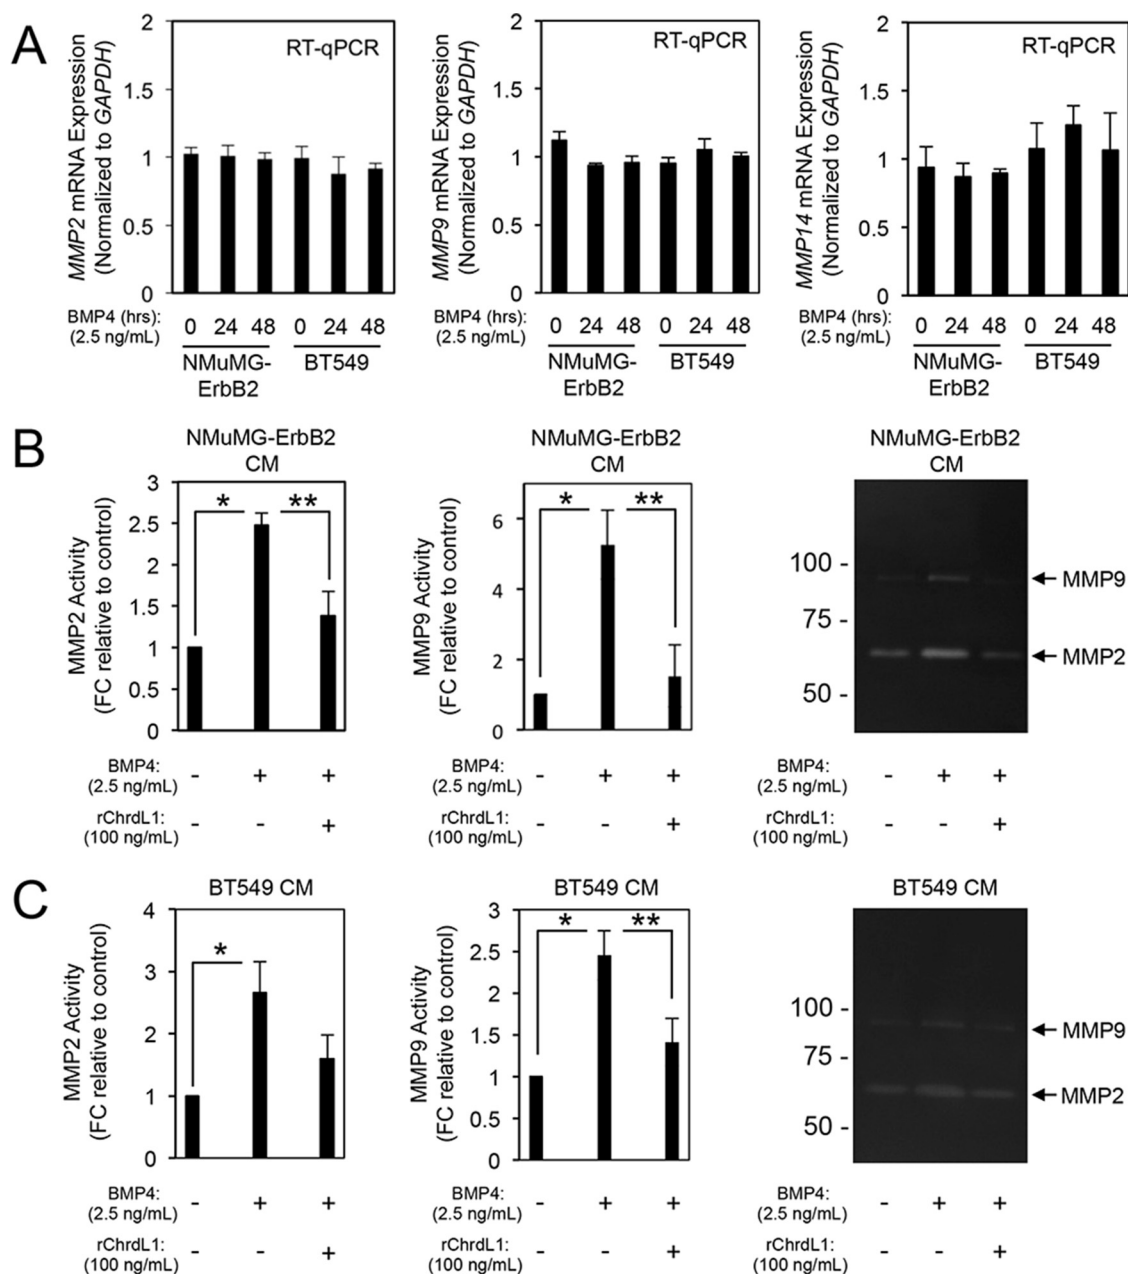 A
MMP2 mRNA Expression
(Normalized to GAPDH)
2
1.5
1
0.5
0
RT-qPCR
BMP4 (hrs):
(2.5 ng/mL)
0 24 48 0 24 48
NMuMG-
ErbB2
BT549
MMP9 mRNA Expression
(Normalized to GAPDH)
2
1.5
1
0.5
0
RT-qPCR
BMP4 (hrs):
(2.5 ng/mL)
0 24 48 0 24 48
NMuMG-
ErbB2
BT549
MMP14 mRNA Expression
(Normalized to GAPDH)
2
1.5
1
0.5
0
RT-qPCR
BMP4 (hrs):
(2.5 ng/mL)
0 24 48 0 24 48
NMuMG-
ErbB2
BT549
B
NMuMG-ErbB2
CM
MMP2 Activity
(FC relative to control)
3
2.5
2
1.5
1
0.5
0
* **
BMP4:
(2.5 ng/mL)
- + +
rChrdL1:
(100 ng/mL)
- - +
NMuMG-ErbB2
CM
MMP9 Activity
(FC relative to control)
6
4
2
0
* **
BMP4:
(2.5 ng/mL)
- + +
rChrdL1:
(100 ng/mL)
- - +
NMuMG-ErbB2
CM
100 -
75 -
50 -
MMP9
MMP2
BMP4:
(2.5 ng/mL)
- + +
rChrdL1:
(100 ng/mL)
- - +
C
BT549 CM
MMP2 Activity
(FC relative to control)
4
3
2
1
0
*
BMP4:
(2.5 ng/mL)
- + +
rChrdL1:
(100 ng/mL)
- - +
BT549 CM
MMP9 Activity
(FC relative to control)
3
2.5
2
1.5
1
0.5
0
* **
BMP4:
(2.5 ng/mL)
- + +
rChrdL1:
(100 ng/mL)
- - +
BT549 CM
100 -
75 -
50 -
MMP9
MMP2
BMP4:
(2.5 ng/mL)
- + +
rChrdL1:
(100 ng/mL)
- - +